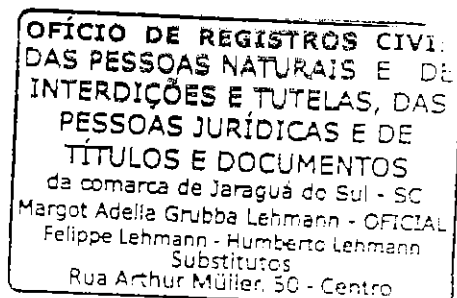 OFÍCIO DE REGISTROS CIVI
DAS PESSOAS NATURAIS E DE
INTERDIÇÕES E TUTELAS, DAS
PESSOAS JURÍDICAS E DE
TÍTULOS E DOCUMENTOS
da comarca de Jaraguá do Sul - SC
Margot Adelia Grubba Lehmann - OFICIAL
Felippe Lehmann - Humberto Lehmann
Substitutos
Rua Arthur Müller, 50 - Centro